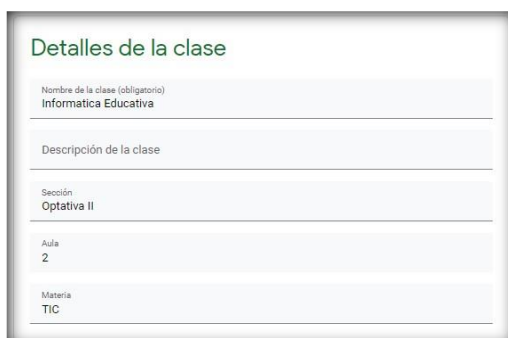 Detalles de la clase
Nombre de la clase (obligatorio)
Informatica Educativa
Descripción de la clase
Sección
Optativa II
Aula
2
Materia
TIC